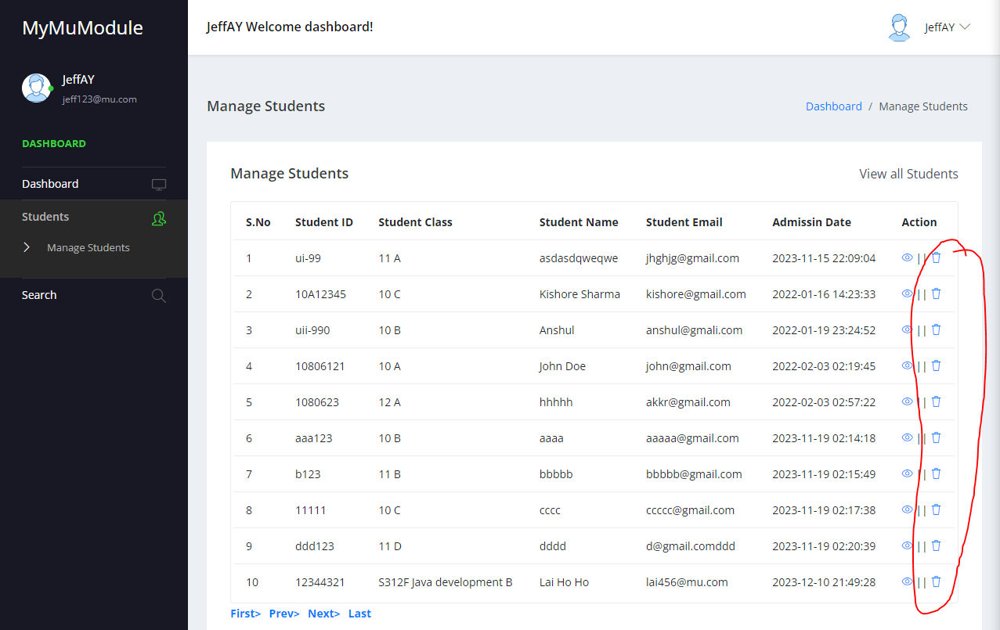 MyMuModule
JeffAY Welcome dashboard!
JeffAY
JeffAY
jeff123@mu.com
DASHBOARD
Dashboard
Students
Manage Students
Search
Manage Students
Dashboard / Manage Students
Manage Students
View all Students
S.No Student ID Student Class Student Name Student Email Admissin Date Action
1 ui-99 11 A asdasdqweqwe jhghjg@gmail.com 2023-11-15 22:09:04 ||
2 10A12345 10 C Kishore Sharma kishore@gmail.com 2022-01-16 14:23:33 ||
3 uii-990 10 B Anshul anshul@gmali.com 2022-01-19 23:24:52 ||
4 10806121 10 A John Doe john@gmail.com 2022-02-03 02:19:45 ||
5 1080623 12 A hhhhh akkr@gmail.com 2022-02-03 02:57:22 ||
6 aaa123 10 B aaaa aaaaa@gmail.com 2023-11-19 02:14:18 ||
7 b123 11 B bbbbb bbbbb@gmail.com 2023-11-19 02:15:49 ||
8 11111 10 C cccc ccccc@gmail.com 2023-11-19 02:17:38 ||
9 ddd123 11 D dddd d@gmail.comddd 2023-11-19 02:20:39 ||
10 12344321 S312F Java development B Lai Ho Ho lai456@mu.com 2023-12-10 21:49:28 ||
First> Prev> Next> Last